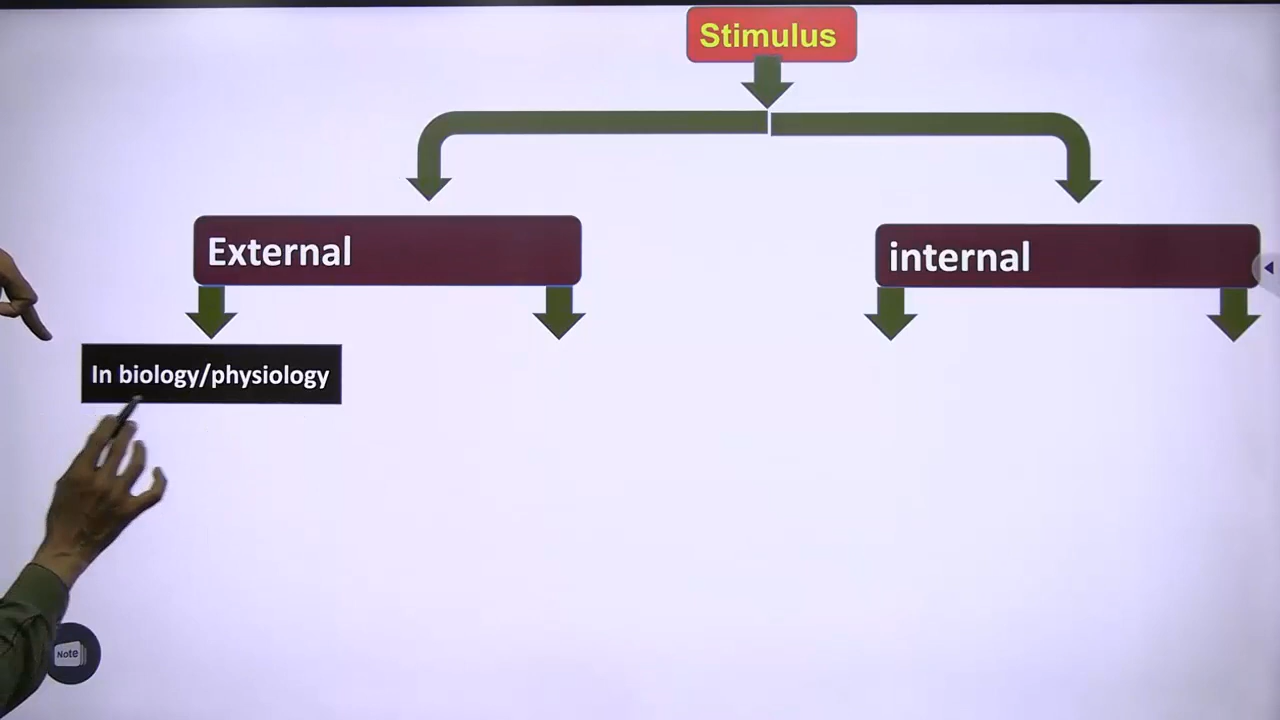 Stimulus
External
internal
In biology/physiology
Note